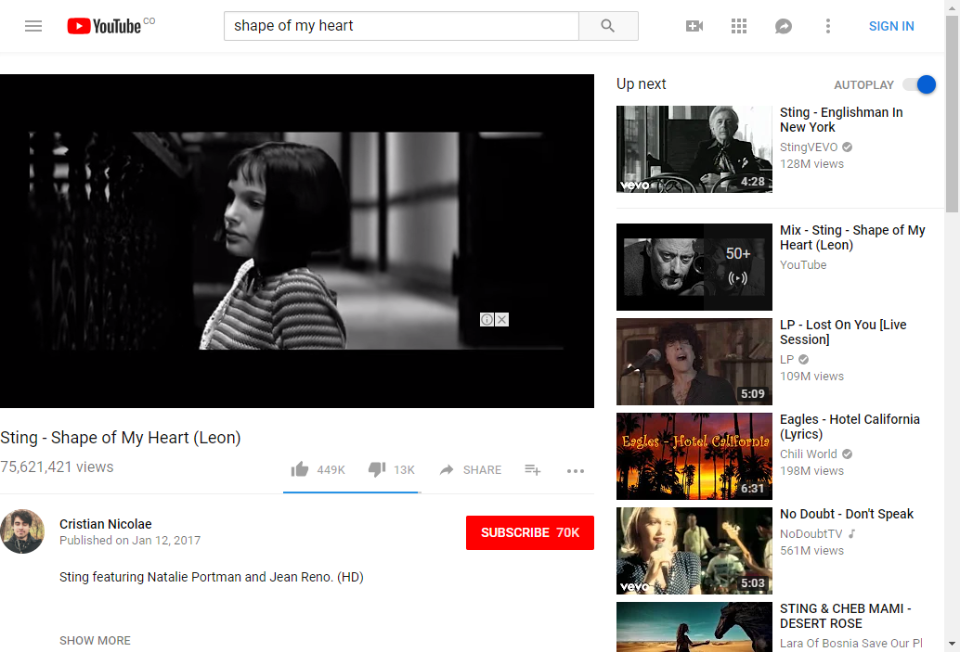 YouTube CO
shape of my heart
SIGN IN
Sting - Shape of My Heart (Leon)
75,621,421 views
449K
13K
SHARE
Cristian Nicolae
Published on Jan 12, 2017
SUBSCRIBE 70K
Sting featuring Natalie Portman and Jean Reno. (HD)
SHOW MORE
Up next
AUTOPLAY
vevo
4:28
Sting - Englishman In
New York
StingVEVO
128M views
50+
Mix - Sting - Shape of My
Heart (Leon)
YouTube
5:09
LP - Lost On You [Live
Session]
LP
109M views
Eagles - Hotel California
6:31
Eagles - Hotel California
(Lyrics)
Chili World
198M views
vevo
5:03
No Doubt - Don't Speak
NoDoubtTV
561M views
STING & CHEB MAMI -
DESERT ROSE
Lara Of Bosnia Save Our Pl